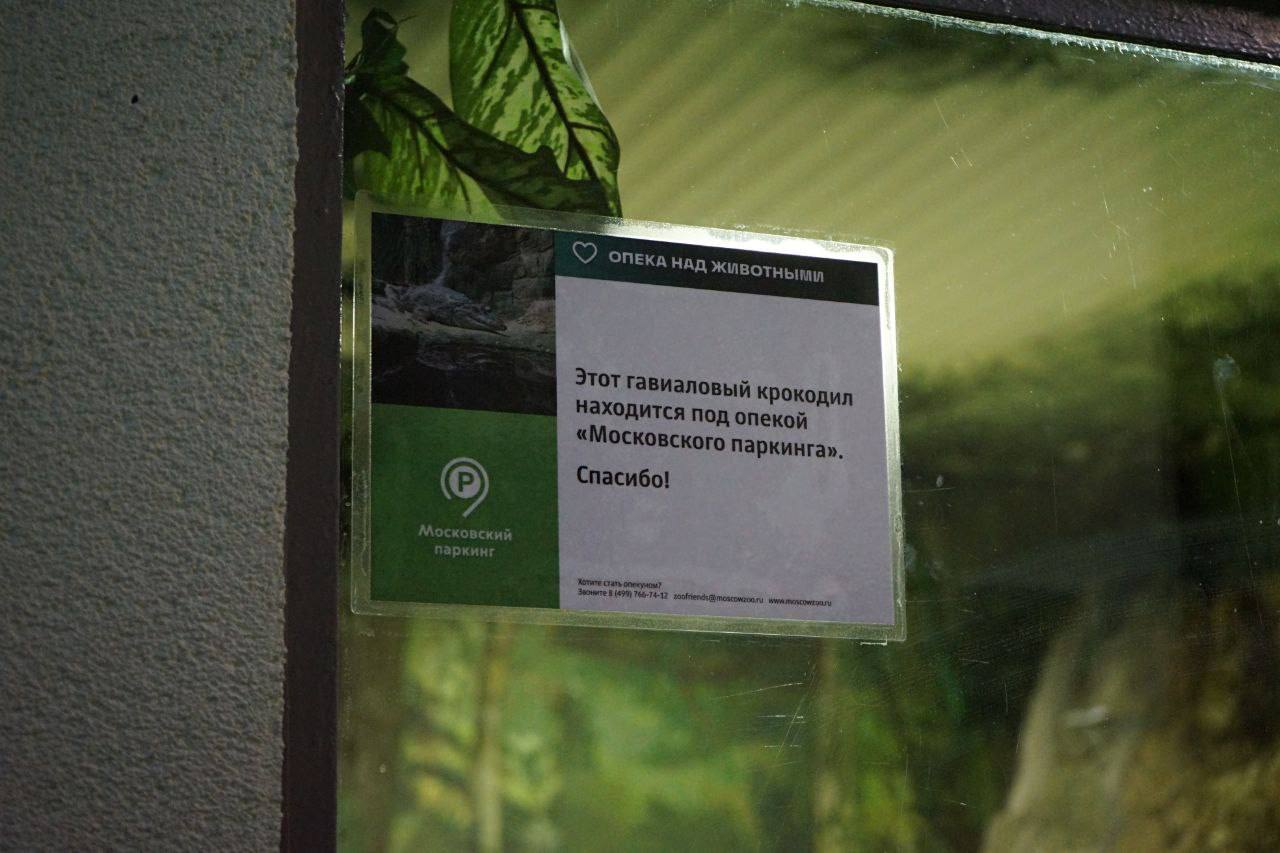 ОПЕКА НАД ЖИВОТНЫМИ
Этот гавиаловый крокодил
находится под опекой
«Московского паркинга».
Спасибо!
P
Московский
паркинг
Хотите стать опекуном?
Звоните 8 (499) 766-74-12 zoofriends@moscowzoo.ru www.moscowzoo.ru